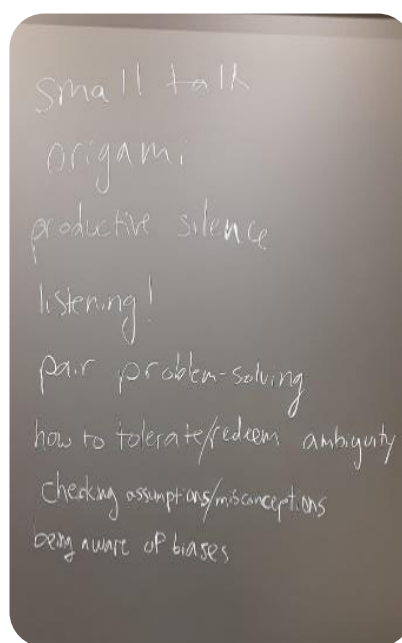 small talk
origami
productive silence
listening!
pair problem-solving
how to tolerate/redeem ambiguity
checking assumptions/misconceptions
being aware of biases